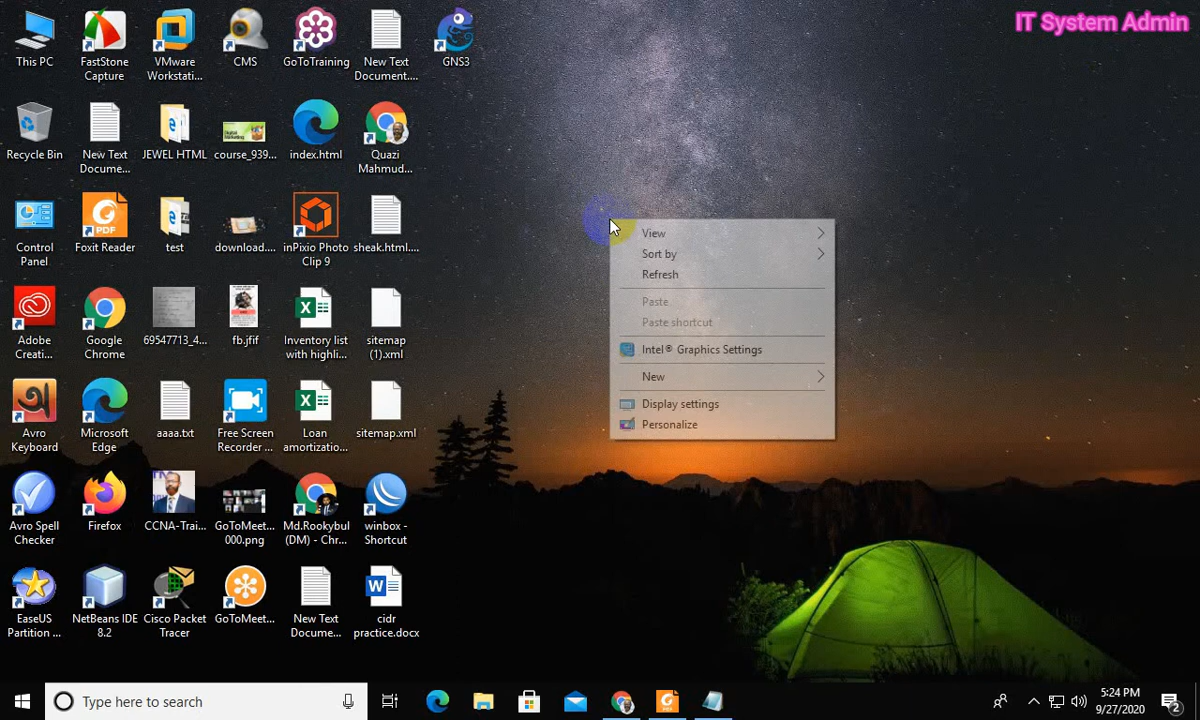 IT System Admin
This PC
FastStone
Capture
VMware
Workstati...
CMS
GoToTraining
New Text
Document....
GNS3
Recycle Bin
New Text
Docume...
JEWEL HTML
course_939...
index.html
Quazi
Mahmud...
Control
Panel
Foxit Reader
test
download....
inPixio Photo
Clip 9
sheak.html....
Adobe
Creati...
Google
Chrome
69547713_4...
fb.jfif
Inventory list
with highli...
sitemap
(1).xml
Avro
Keyboard
Microsoft
Edge
aaaa.txt
Free Screen
Recorder ...
Loan
amortizatio...
sitemap.xml
Avro Spell
Checker
Firefox
CCNA-Trai...
GoToMeet...
000.png
Md.Rookybul
(DM) - Chr...
winbox -
Shortcut
EaseUS
Partition ...
NetBeans IDE
8.2
Cisco Packet
Tracer
GoToMeet...
New Text
Docume...
cidr
practice.docx
View
Sort by
Refresh
Paste
Paste shortcut
Intel® Graphics Settings
New
Display settings
Personalize
Type here to search
5:24 PM
9/27/2020
2